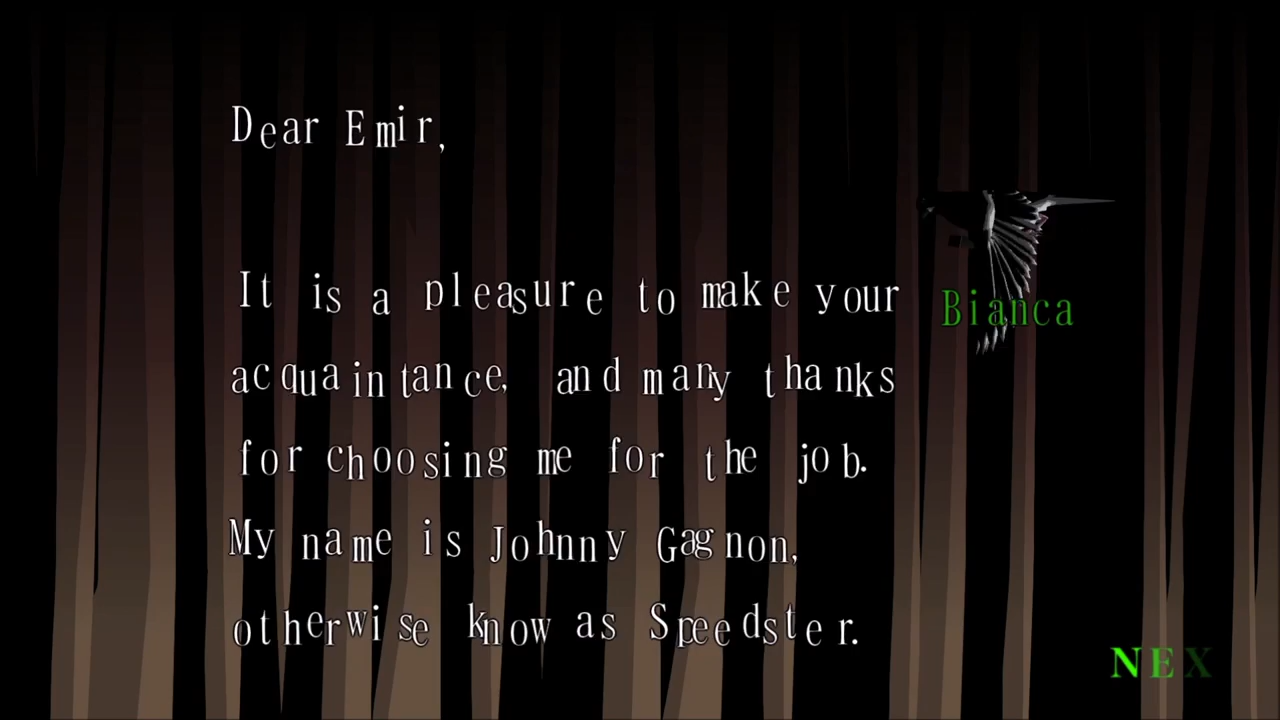 Dear Emir,
It is a pleasure to make your
acquaintance, and many thanks
for choosing me for the job.
My name is Johnny Gagnon,
otherwise know as Speedster.
Bianca
NEX